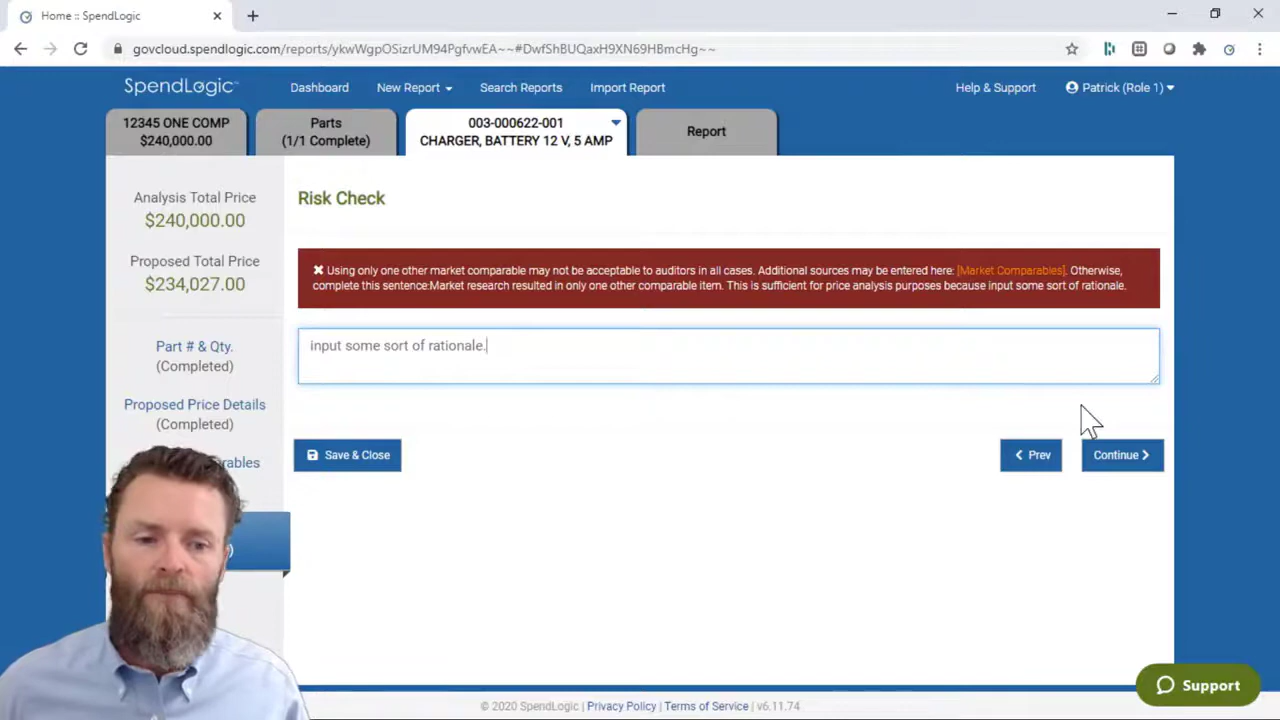 Home :: SpendLogic
govcloud.spendlogic.com/reports/ykwWgpOSizrUM94PgfvwEA~~#DwfShBUQaxH9XN69HBmcHg~~
SpendLogic™
Dashboard
New Report
Search Reports
Import Report
Help & Support
Patrick (Role 1)
12345 ONE COMP
$240,000.00
Parts
(1/1 Complete)
003-000622-001
CHARGER, BATTERY 12 V, 5 AMP
Report
Analysis Total Price
$240,000.00
Proposed Total Price
$234,027.00
Part # & Qty.
(Completed)
Proposed Price Details
(Completed)
Risk Check
Using only one other market comparable may not be acceptable to auditors in all cases. Additional sources may be entered here: [Market Comparables]. Otherwise,
complete this sentence:Market research resulted in only one other comparable item. This is sufficient for price analysis purposes because input some sort of rationale.
input some sort of rationale.
Save & Close
Prev
Continue
Support
© 2020 SpendLogic | Privacy Policy | Terms of Service | v6.11.74